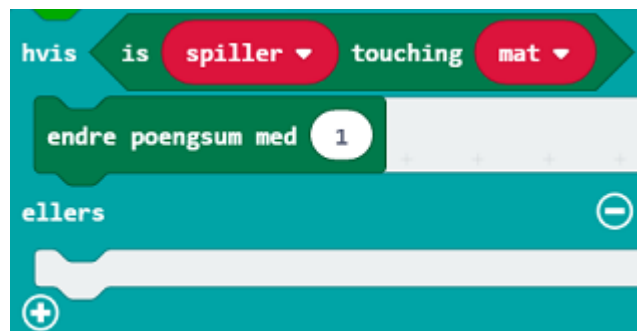 hvis is spiller touching mat
endre poengsum med 1
ellers